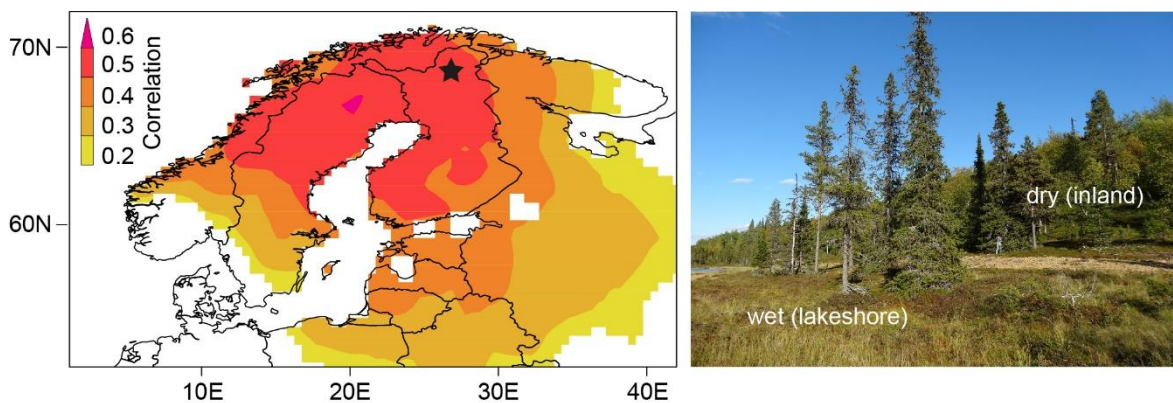 70N
60N
0.6
0.5
0.4
0.3
0.2
Correlation
10E
20E
30E
40E
dry (inland)
wet (lakeshore)